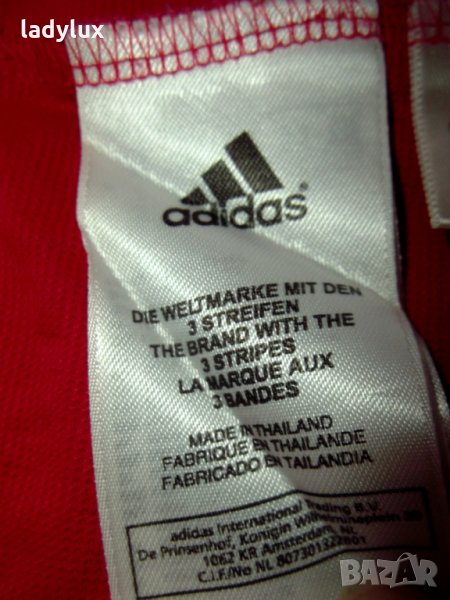 ladylux
adidas®
DIE WELTMARKE MIT DEN
3 STREIFEN
THE BRAND WITH THE
3 STRIPES
LA MARQUE AUX
3 BANDES
MADE IN THAILAND
FABRIQUE EN THAILANDE
FABRICADO EN TAILANDIA
adidas International Trading B.V.
De Prinsenhof, Konigin Wilhelminaplein 30
1062 KR Amsterdam, NL
C.I.F/No NL 807301322B01
BAZAR